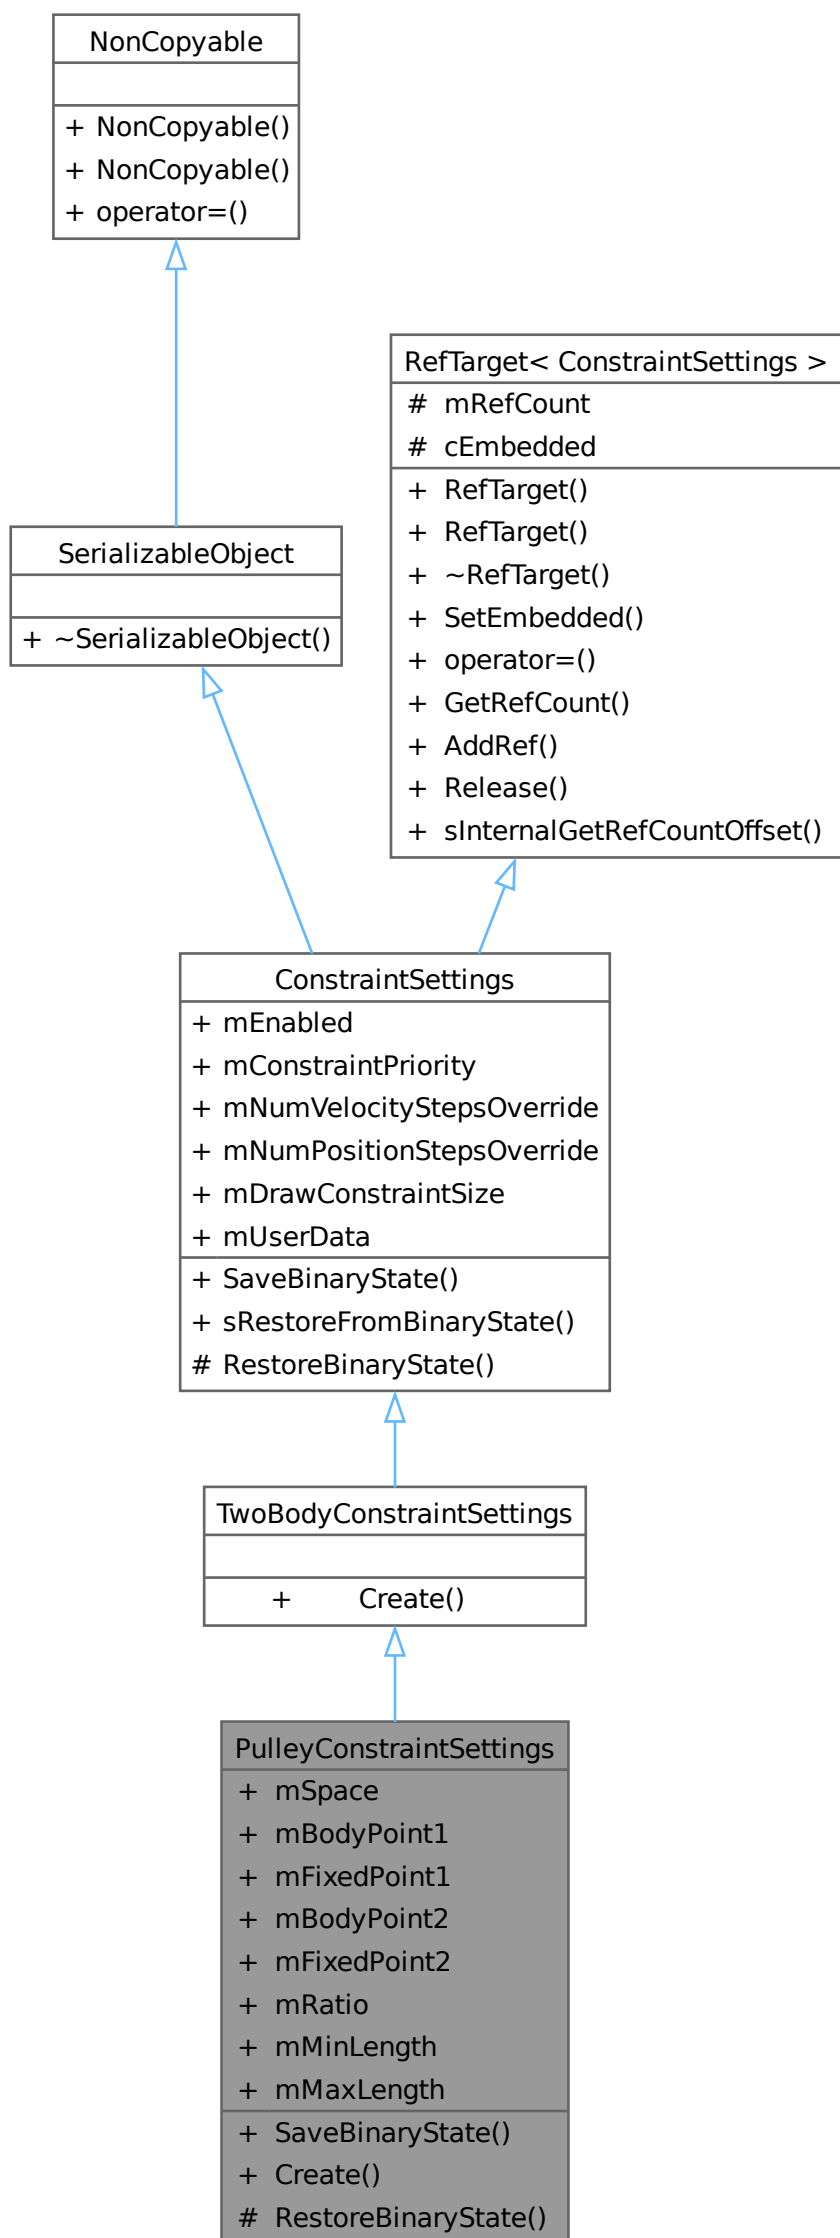 NonCopyable
+ NonCopyable()
+ NonCopyable()
+ operator=()
RefTarget< ConstraintSettings >
# mRefCount
# cEmbedded
+ RefTarget()
+ RefTarget()
+ ~RefTarget()
+ SetEmbedded()
+ operator=()
+ GetRefCount()
+ AddRef()
+ Release()
+ sInternalGetRefCountOffset()
SerializableObject
+ ~SerializableObject()
ConstraintSettings
+ mEnabled
+ mConstraintPriority
+ mNumVelocityStepsOverride
+ mNumPositionStepsOverride
+ mDrawConstraintSize
+ mUserData
+ SaveBinaryState()
+ sRestoreFromBinaryState()
# RestoreBinaryState()
TwoBodyConstraintSettings
+ Create()
PulleyConstraintSettings
+ mSpace
+ mBodyPoint1
+ mFixedPoint1
+ mBodyPoint2
+ mFixedPoint2
+ mRatio
+ mMinLength
+ mMaxLength
+ SaveBinaryState()
+ Create()
# RestoreBinaryState()